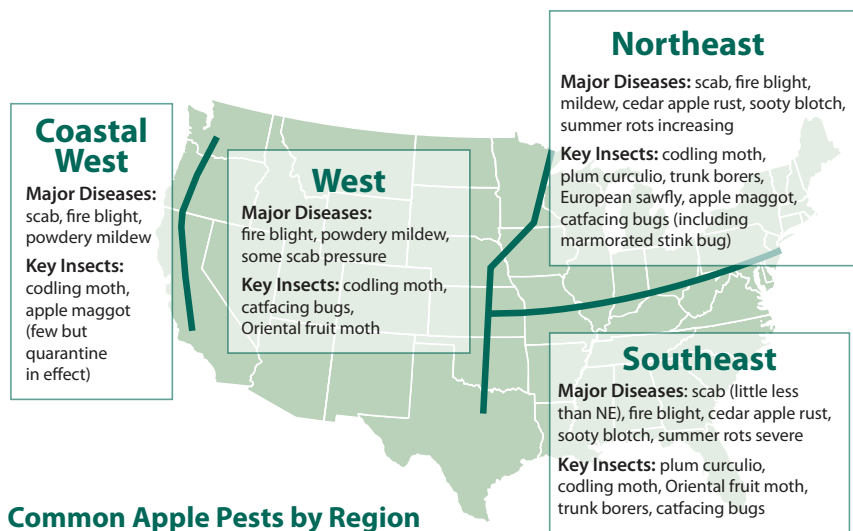 Northeast
Major Diseases: scab, fire blight,
mildew, cedar apple rust, sooty blotch,
summer rots increasing
Key Insects: codling moth,
plum curculio, trunk borers,
European sawfly, apple maggot,
catfacing bugs (including
marmorated stink bug)
Coastal
West
Major Diseases:
scab, fire blight,
powdery mildew
Key Insects:
codling moth,
apple maggot
(few but
quarantine
in effect)
West
Major Diseases:
fire blight, powdery mildew,
some scab pressure
Key Insects: codling moth,
catfacing bugs,
Oriental fruit moth
Southeast
Major Diseases: scab (little less
than NE), fire blight, cedar apple rust,
sooty blotch, summer rots severe
Key Insects: plum curculio,
codling moth, Oriental fruit moth,
trunk borers, catfacing bugs
Common Apple Pests by Region